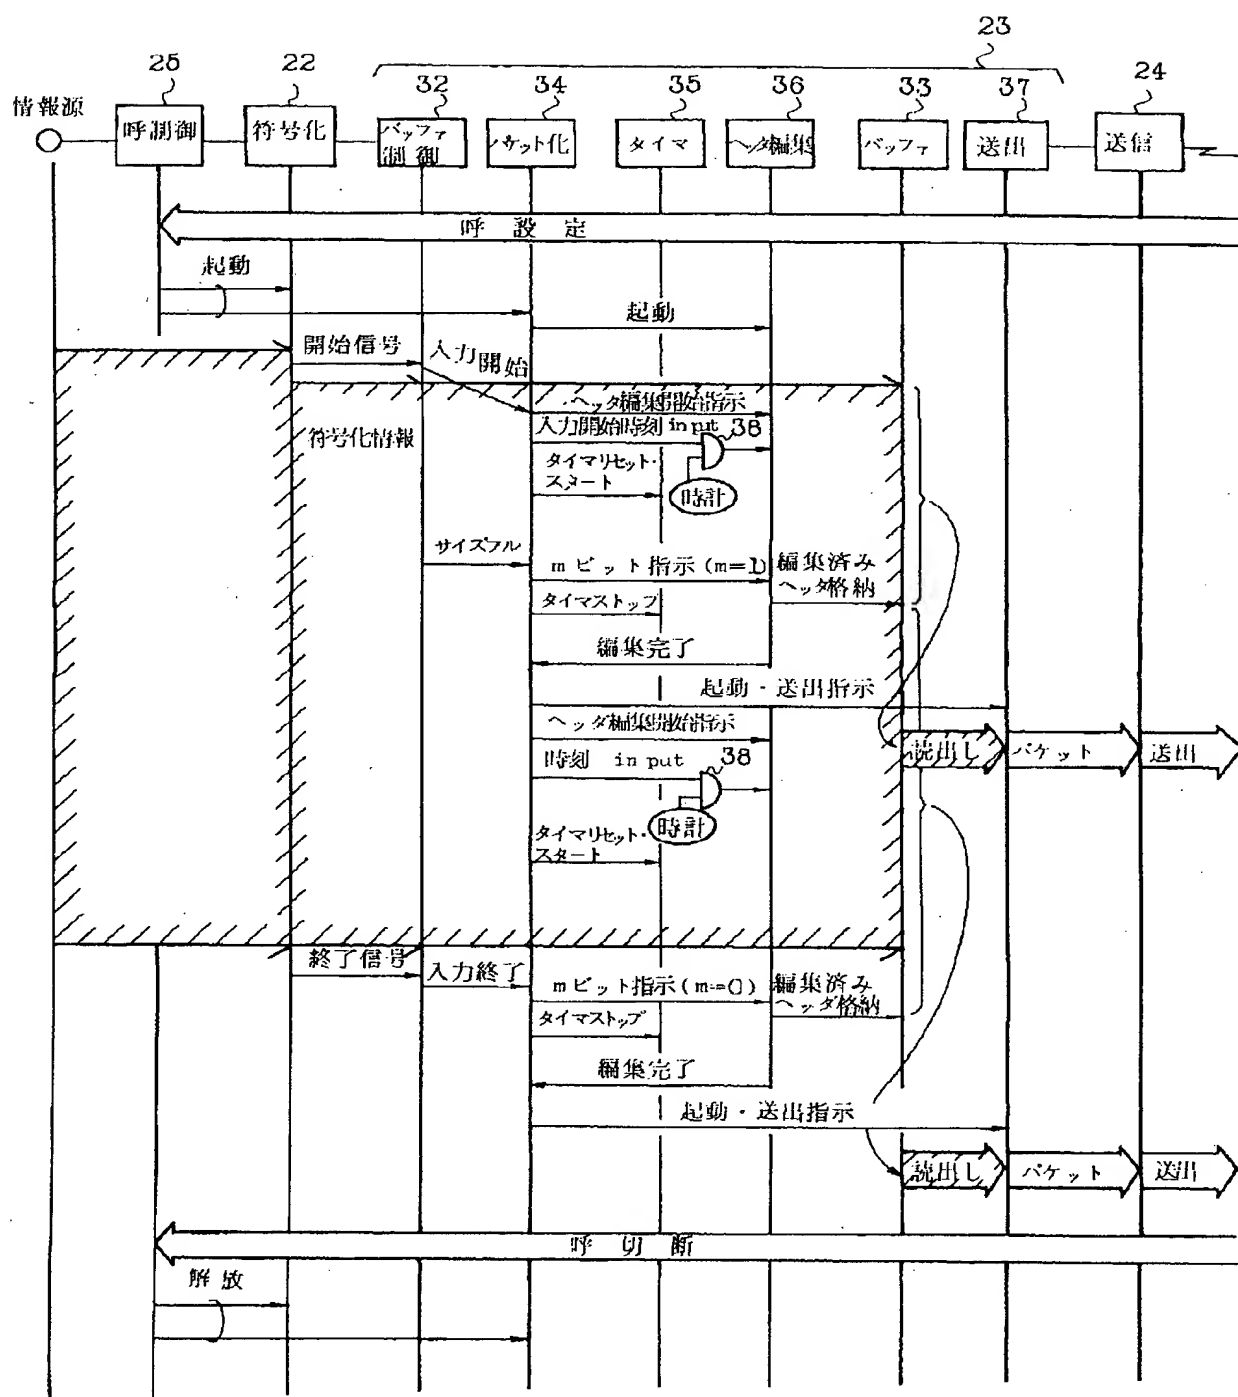 23
25
22
32
34
35
36
33
37
24
情報源
呼制御
符号化
バッファ
制御
パケット化
タイマ
ヘッダ編集
バッファ
送出
送信
呼設定
起動
起動
開始信号
入力開始
ヘッダ編集開始指示
符号化情報
入力開始時刻 input
38
タイマリセット・
スタート
時計
サイズフル
mビット指示(m=1)
編集済み
ヘッダ格納
タイマストップ
編集完了
起動・送出指示
ヘッダ編集開始指示
読出し
パケット
送出
時刻 input
38
時計
タイマリセット・
スタート
終了信号
入力終了
mビット指示(m=0)
編集済み
ヘッダ格納
タイマストップ
編集完了
起動・送出指示
読出し
パケット
送出
呼切断
解放